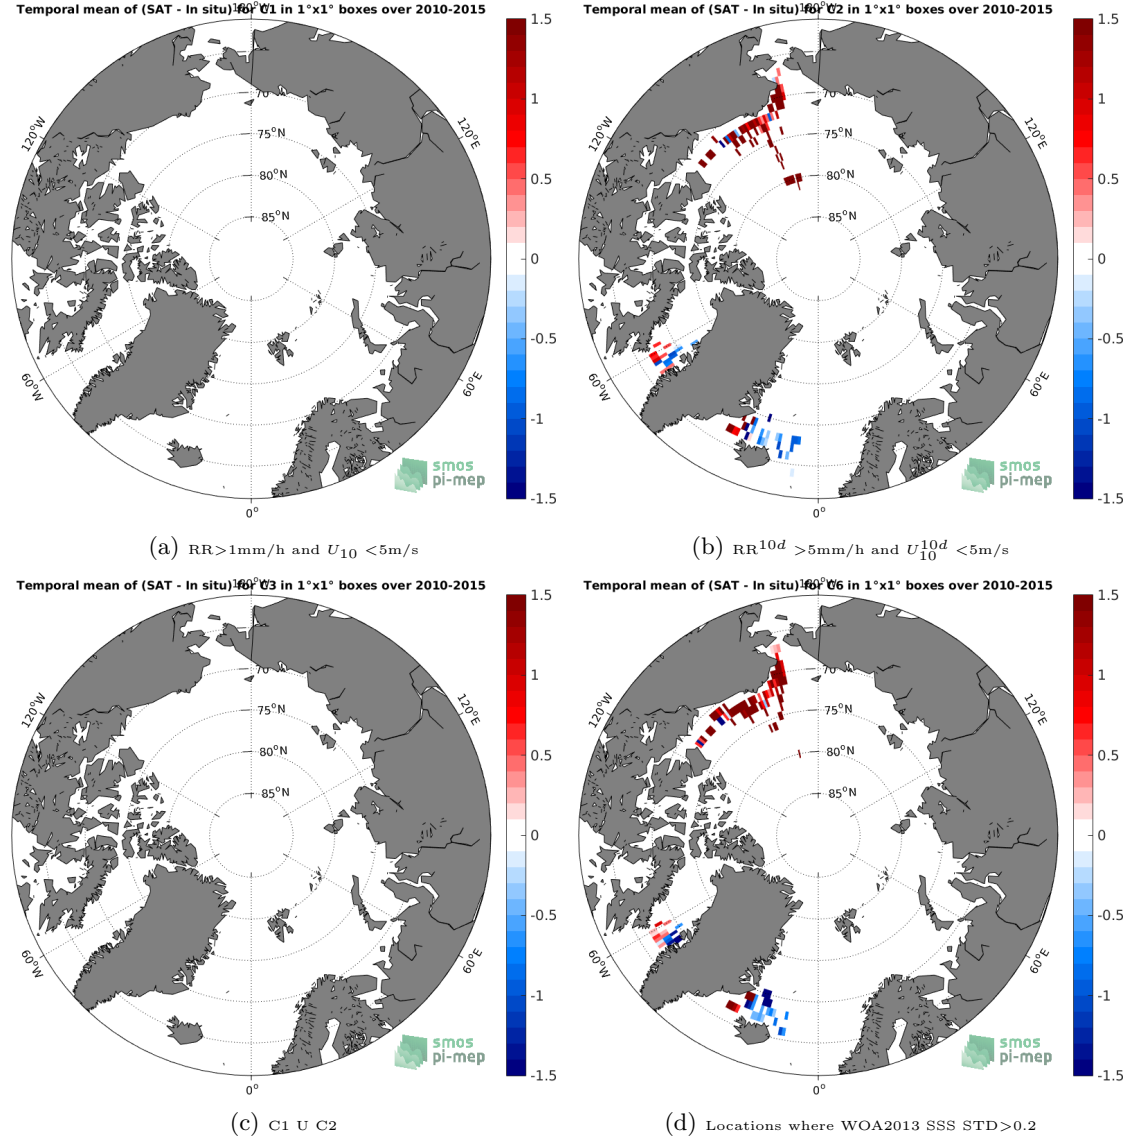 Temporal mean of (SAT - In situ) for C1 in 1°x1° boxes over 2010-2015
180°W
120°W
120°E
60°W
60°E
0°
70
75°N
80°N
85°N
1.5
1
0.5
0
-0.5
-1
-1.5
smos
pi-mep
(a) RR>1mm/h and U10 <5m/s
Temporal mean of (SAT - In situ) for C2 in 1°x1° boxes over 2010-2015
180°W
120°W
120°E
60°W
60°E
0°
70
75°N
80°N
85°N
1.5
1
0.5
0
-0.5
-1
-1.5
smos
pi-mep
(b) RR^10d >5mm/h and U10^10d <5m/s
Temporal mean of (SAT - In situ) for C3 in 1°x1° boxes over 2010-2015
180°W
120°W
120°E
60°W
60°E
0°
70
75°N
80°N
85°N
1.5
1
0.5
0
-0.5
-1
-1.5
smos
pi-mep
(c) C1 U C2
Temporal mean of (SAT - In situ) for C6 in 1°x1° boxes over 2010-2015
180°W
120°W
120°E
60°W
60°E
0°
70
75°N
80°N
85°N
1.5
1
0.5
0
-0.5
-1
-1.5
smos
pi-mep
(d) Locations where WOA2013 SSS STD>0.2